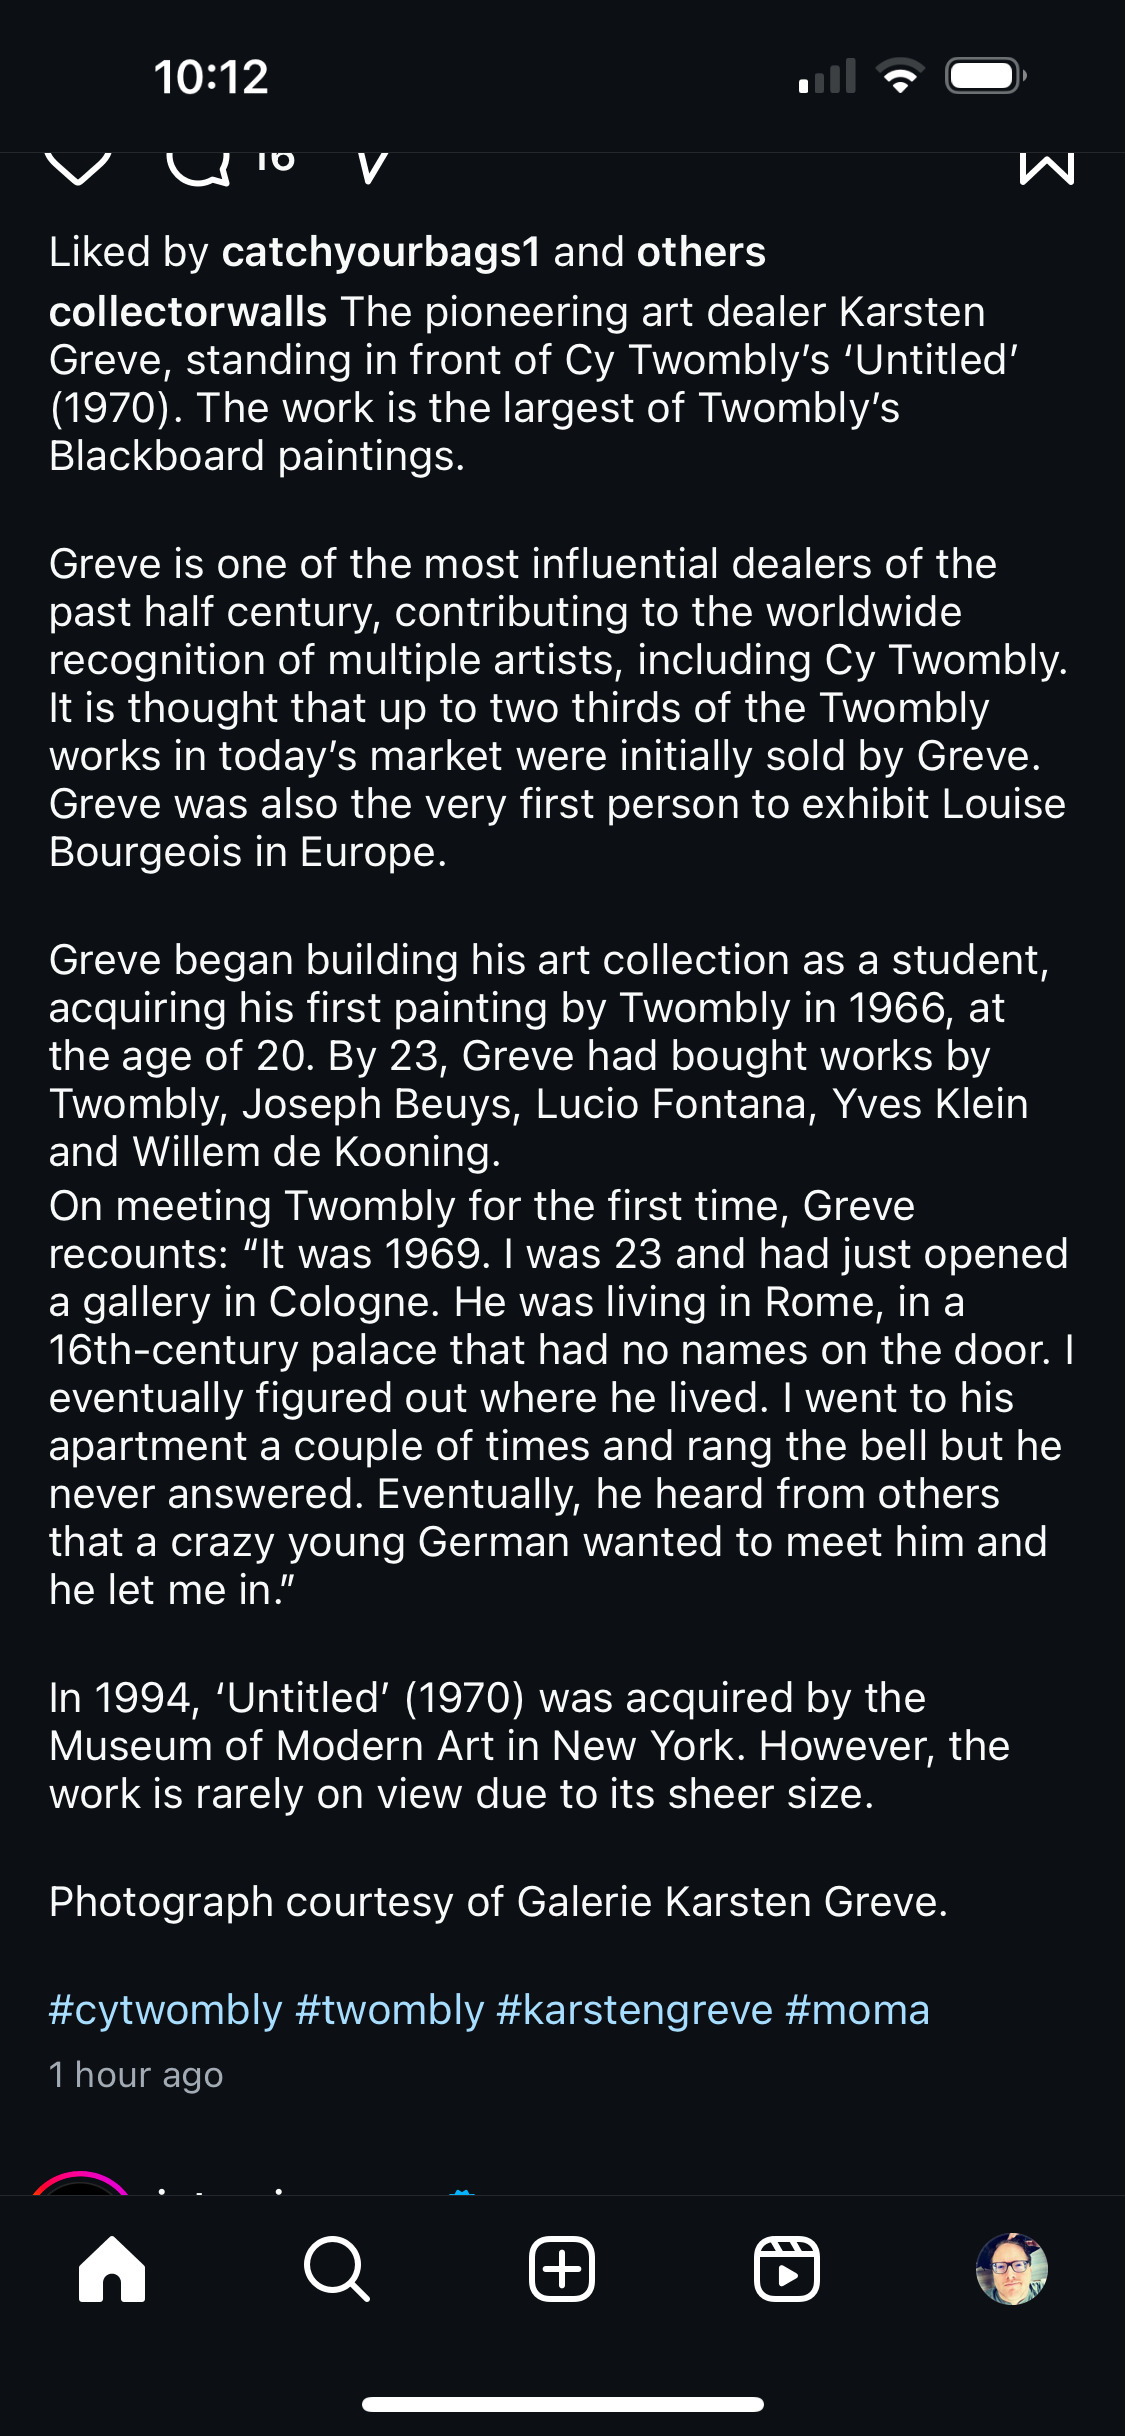 10:12
16
Liked by catchyourbags1 and others
collectorwalls The pioneering art dealer Karsten
Greve, standing in front of Cy Twombly’s ‘Untitled’
(1970). The work is the largest of Twombly’s
Blackboard paintings.
Greve is one of the most influential dealers of the
past half century, contributing to the worldwide
recognition of multiple artists, including Cy Twombly.
It is thought that up to two thirds of the Twombly
works in today’s market were initially sold by Greve.
Greve was also the very first person to exhibit Louise
Bourgeois in Europe.
Greve began building his art collection as a student,
acquiring his first painting by Twombly in 1966, at
the age of 20. By 23, Greve had bought works by
Twombly, Joseph Beuys, Lucio Fontana, Yves Klein
and Willem de Kooning.
On meeting Twombly for the first time, Greve
recounts: “It was 1969. I was 23 and had just opened
a gallery in Cologne. He was living in Rome, in a
16th-century palace that had no names on the door. I
eventually figured out where he lived. I went to his
apartment a couple of times and rang the bell but he
never answered. Eventually, he heard from others
that a crazy young German wanted to meet him and
he let me in.”
In 1994, ‘Untitled’ (1970) was acquired by the
Museum of Modern Art in New York. However, the
work is rarely on view due to its sheer size.
Photograph courtesy of Galerie Karsten Greve.
#cytwombly #twombly #karstengreve #moma
1 hour ago